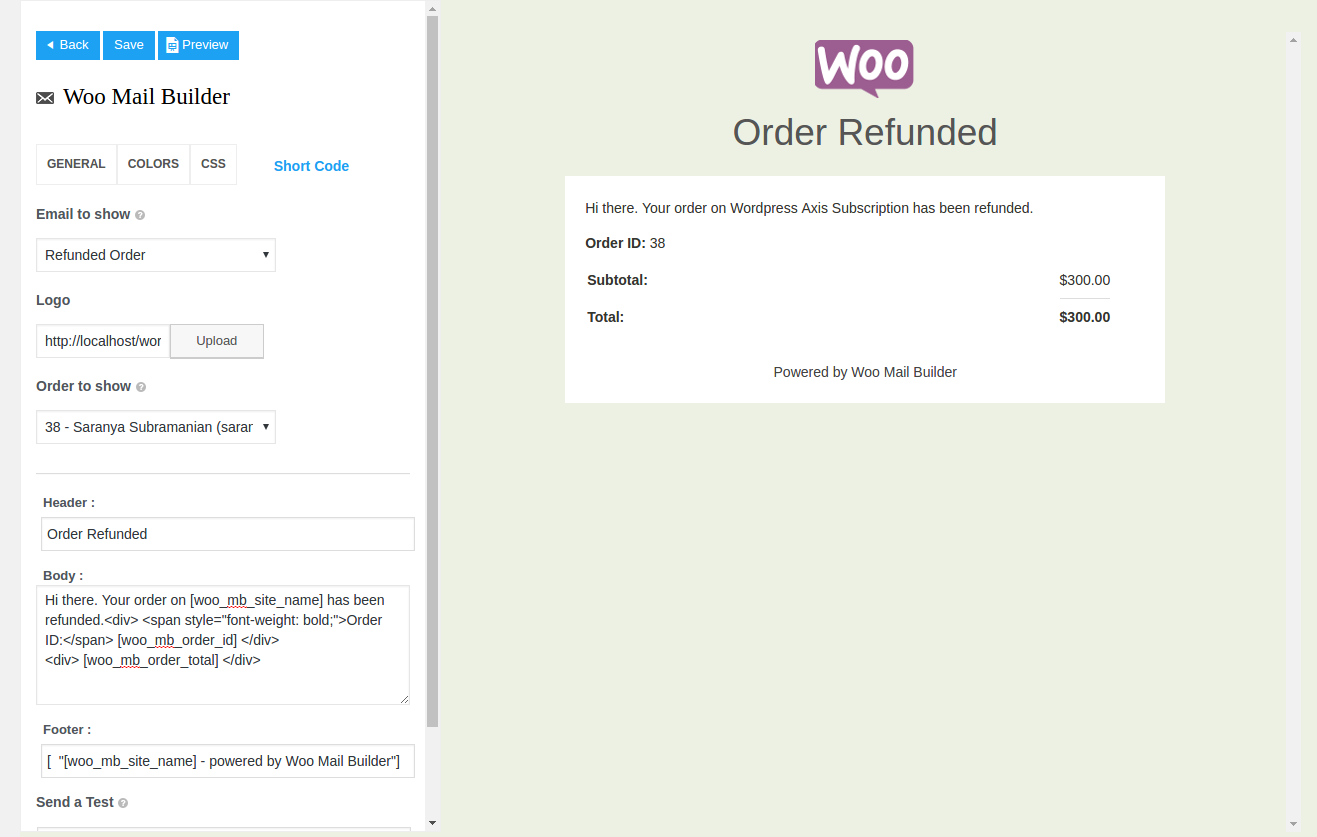 Back Save Preview
Woo Mail Builder
GENERAL COLORS CSS Short Code
Email to show
Refunded Order
Logo
http://localhost/wor Upload
Order to show
38 - Saranya Subramanian (sarar
Header :
Order Refunded
Body :
Hi there. Your order on [woo_mb_site_name] has been
refunded.<div> <span style="font-weight: bold;">Order
ID:</span> [woo_mb_order_id] </div>
<div> [woo_mb_order_total] </div>
Footer :
[  "[woo_mb_site_name] - powered by Woo Mail Builder"]
Send a Test
WOO
Order Refunded
Hi there. Your order on Wordpress Axis Subscription has been refunded.
Order ID: 38
Subtotal: $300.00
Total: $300.00
Powered by Woo Mail Builder